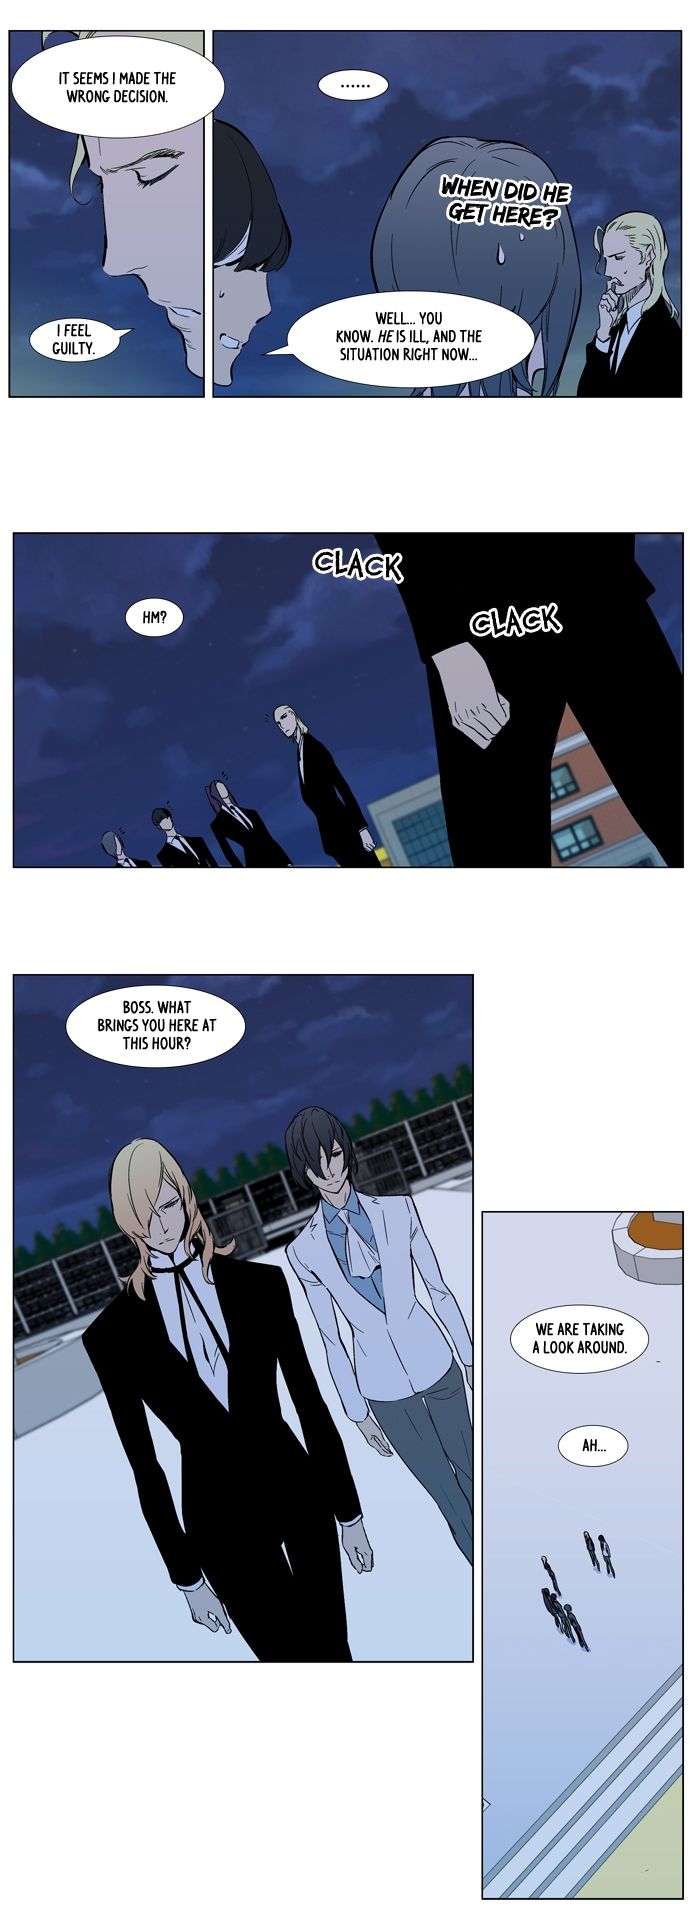 IT SEEMS I MADE THE
WRONG DECISION.
I FEEL
GUILTY.
......
WHEN DID HE
GET HERE?
WELL... YOU
KNOW. HE IS ILL, AND THE
SITUATION RIGHT NOW...
CLACK
HM?
CLACK
BOSS. WHAT
BRINGS YOU HERE AT
THIS HOUR?
WE ARE TAKING
A LOOK AROUND.
AH...